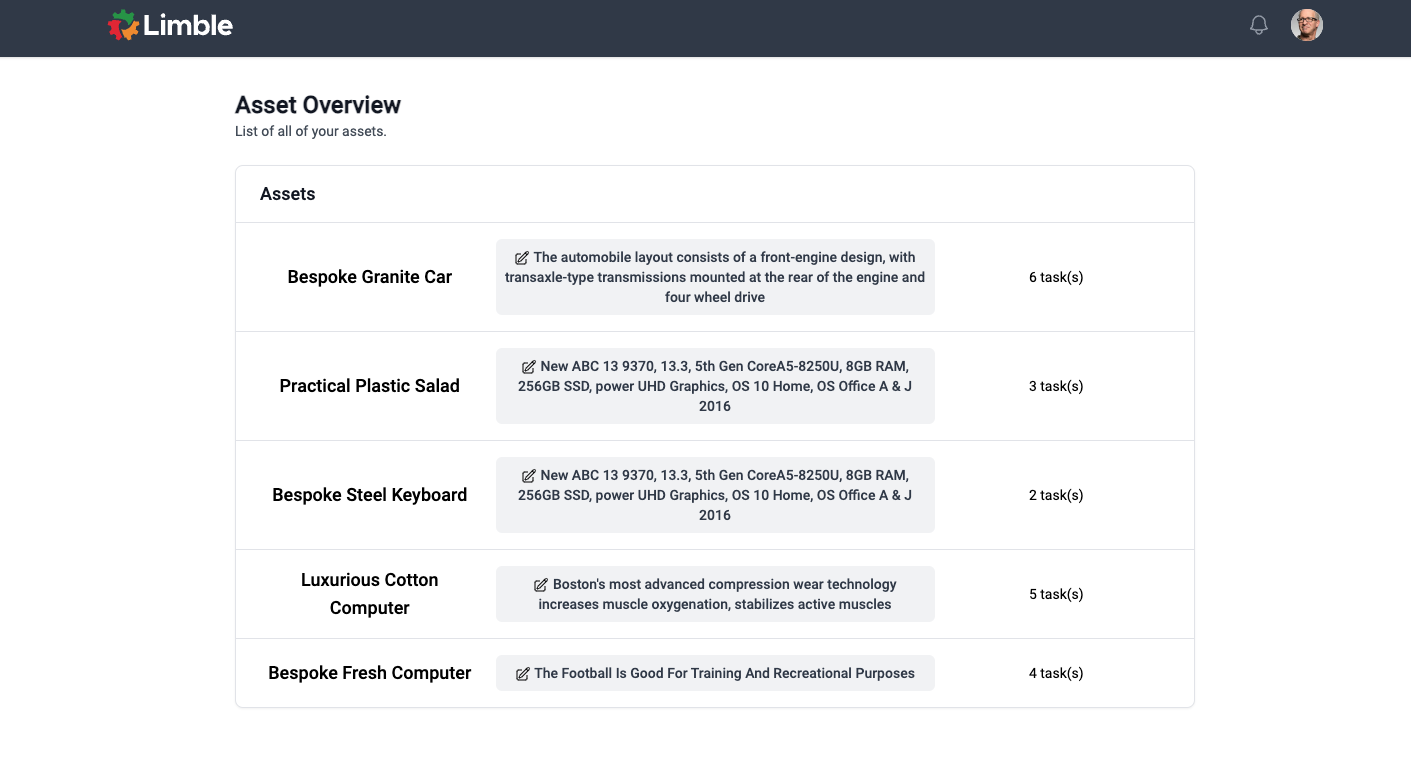 Limble
Asset Overview
List of all of your assets.
Assets
Bespoke Granite Car
The automobile layout consists of a front-engine design, with
transaxle-type transmissions mounted at the rear of the engine and
four wheel drive
6 task(s)
Practical Plastic Salad
New ABC 13 9370, 13.3, 5th Gen CoreA5-8250U, 8GB RAM,
256GB SSD, power UHD Graphics, OS 10 Home, OS Office A & J
2016
3 task(s)
Bespoke Steel Keyboard
New ABC 13 9370, 13.3, 5th Gen CoreA5-8250U, 8GB RAM,
256GB SSD, power UHD Graphics, OS 10 Home, OS Office A & J
2016
2 task(s)
Luxurious Cotton
Computer
Boston's most advanced compression wear technology
increases muscle oxygenation, stabilizes active muscles
5 task(s)
Bespoke Fresh Computer
The Football Is Good For Training And Recreational Purposes
4 task(s)